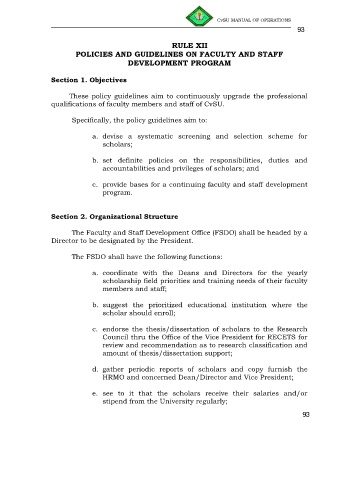 CvSU MANUAL OF OPERATIONS
93
RULE XII
POLICIES AND GUIDELINES ON FACULTY AND STAFF
DEVELOPMENT PROGRAM
Section 1. Objectives
These policy guidelines aim to continuously upgrade the professional
qualifications of faculty members and staff of CvSU.
Specifically, the policy guidelines aim to:
a. devise a systematic screening and selection scheme for
scholars;
b. set definite policies on the responsibilities, duties and
accountabilities and privileges of scholars; and
c. provide bases for a continuing faculty and staff development
program.
Section 2. Organizational Structure
The Faculty and Staff Development Office (FSDO) shall be headed by a
Director to be designated by the President.
The FSDO shall have the following functions:
a. coordinate with the Deans and Directors for the yearly
scholarship field priorities and training needs of their faculty
members and staff;
b. suggest the prioritized educational institution where the
scholar should enroll;
c. endorse the thesis/dissertation of scholars to the Research
Council thru the Office of the Vice President for RECETS for
review and recommendation as to research classification and
amount of thesis/dissertation support;
d. gather periodic reports of scholars and copy furnish the
HRMO and concerned Dean/Director and Vice President;
e. see to it that the scholars receive their salaries and/or
stipend from the University regularly;
93